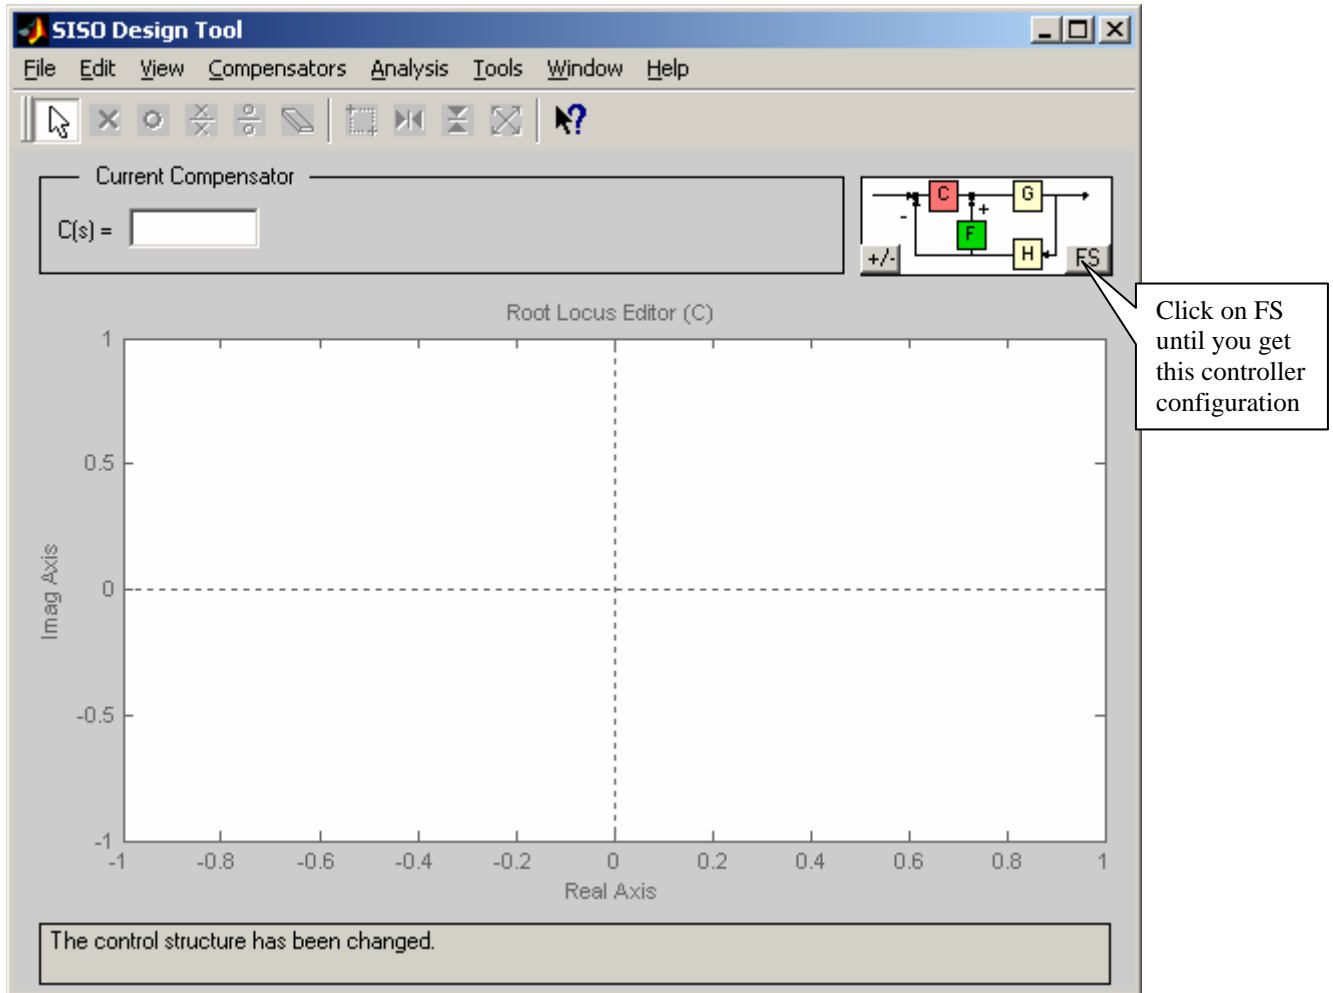 SISO Design Tool
File Edit View Compensators Analysis Tools Window Help
Current Compensator
C(s) =
C
G
+
-
F
H
+/-
FS
Click on FS
until you get
this controller
configuration
Root Locus Editor (C)
1
0.5
0
-0.5
-1
Imag Axis
-1 -0.8 -0.6 -0.4 -0.2 0 0.2 0.4 0.6 0.8 1
Real Axis
The control structure has been changed.